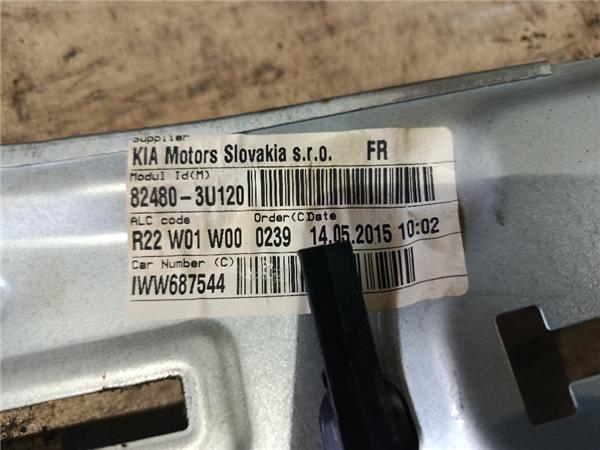 Supplier
KIA Motors Slovakia s.r.o. FR
Modul Id(M)
82480-3U120
ALC code Order(C)Date
R22 W01 W00 0239 14.05.2015 10:02
Car Number (C)
IWW687544